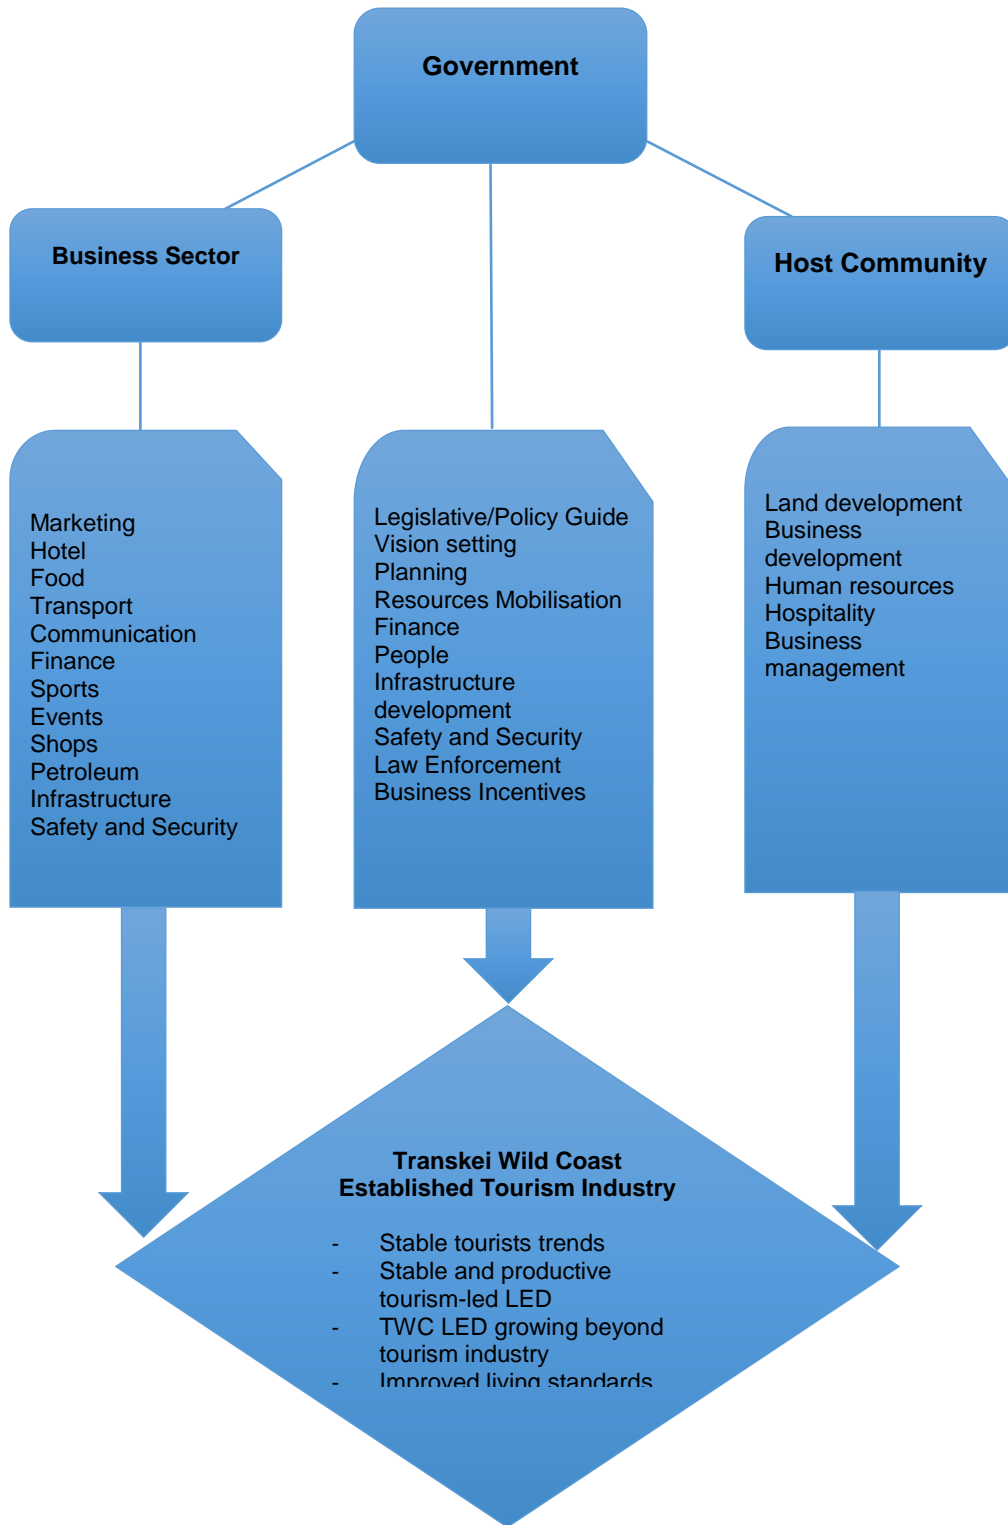 Government
Business Sector
Host Community
Marketing
Hotel
Food
Transport
Communication
Finance
Sports
Events
Shops
Petroleum
Infrastructure
Safety and Security
Legislative/Policy Guide
Vision setting
Planning
Resources Mobilisation
Finance
People
Infrastructure
development
Safety and Security
Law Enforcement
Business Incentives
Land development
Business
development
Human resources
Hospitality
Business
management
Transkei Wild Coast
Established Tourism Industry
- Stable tourists trends
- Stable and productive
tourism-led LED
- TWC LED growing beyond
tourism industry
- Improved living standards